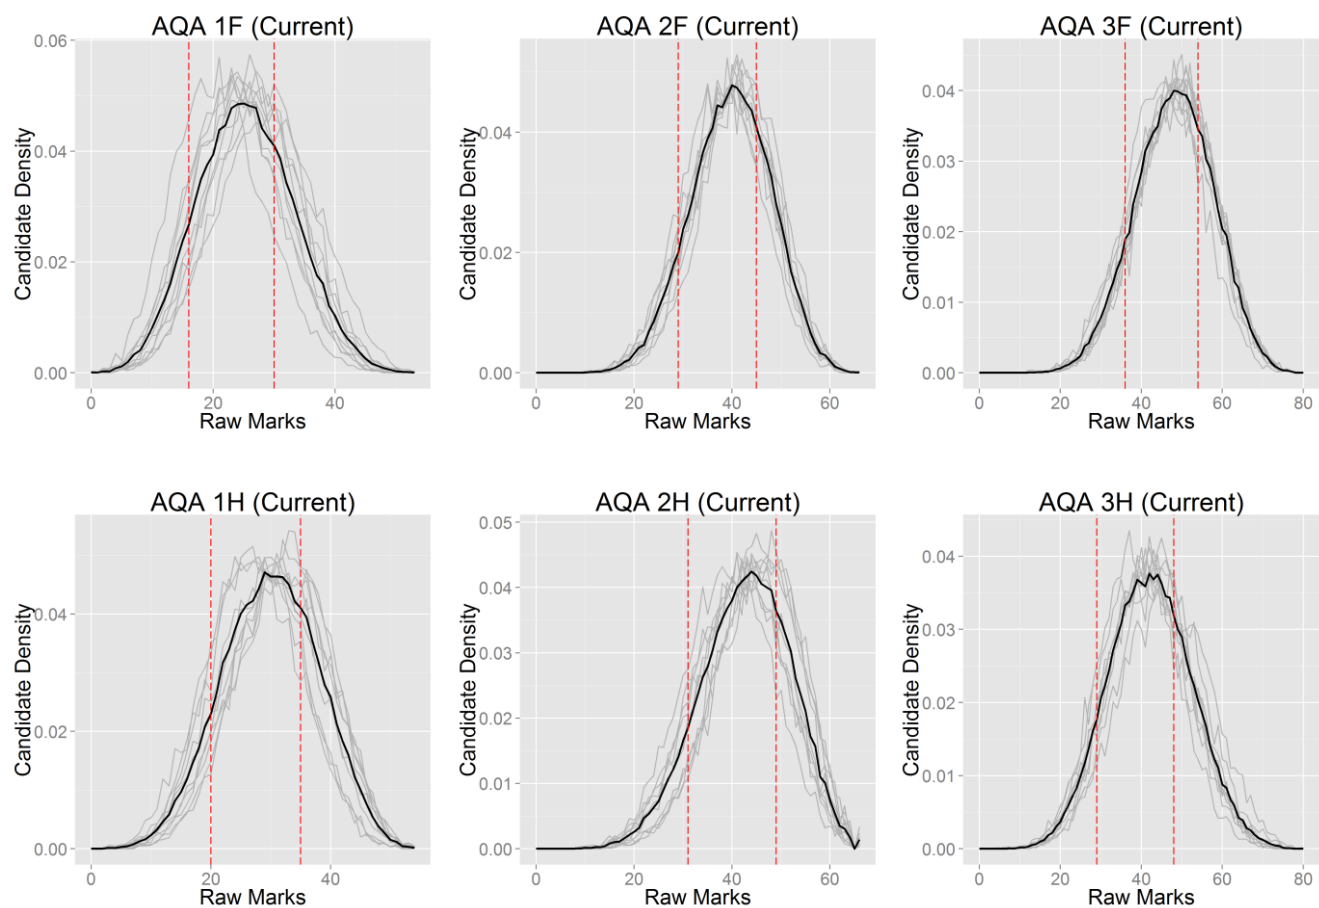 AQA 1F (Current)
AQA 2F (Current)
AQA 3F (Current)
Candidate Density
0.06
0.04
0.02
0.00
0
20
40
Raw Marks
Candidate Density
0.04
0.02
0.00
0
20
40
60
Raw Marks
Candidate Density
0.04
0.03
0.02
0.01
0.00
0
20
40
60
80
Raw Marks
AQA 1H (Current)
AQA 2H (Current)
AQA 3H (Current)
Candidate Density
0.04
0.02
0.00
0
20
40
Raw Marks
Candidate Density
0.05
0.04
0.03
0.02
0.01
0.00
0
20
40
60
Raw Marks
Candidate Density
0.04
0.03
0.02
0.01
0.00
0
20
40
60
80
Raw Marks